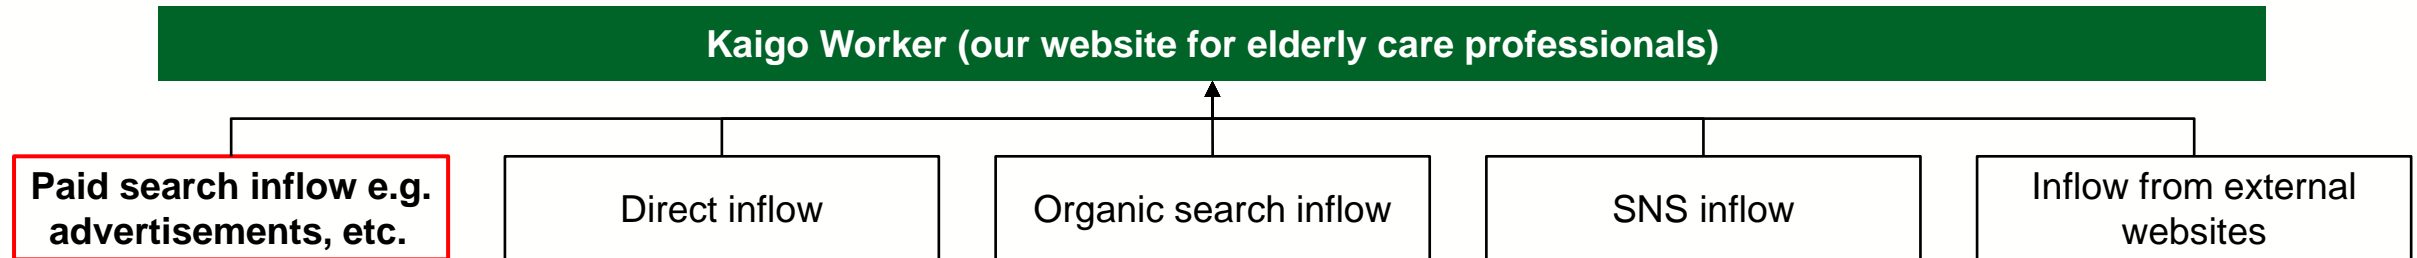 Kaigo Worker (our website for elderly care professionals)
Paid search inflow e.g.
advertisements, etc.
Direct inflow
Organic search inflow
SNS inflow
Inflow from external
websites